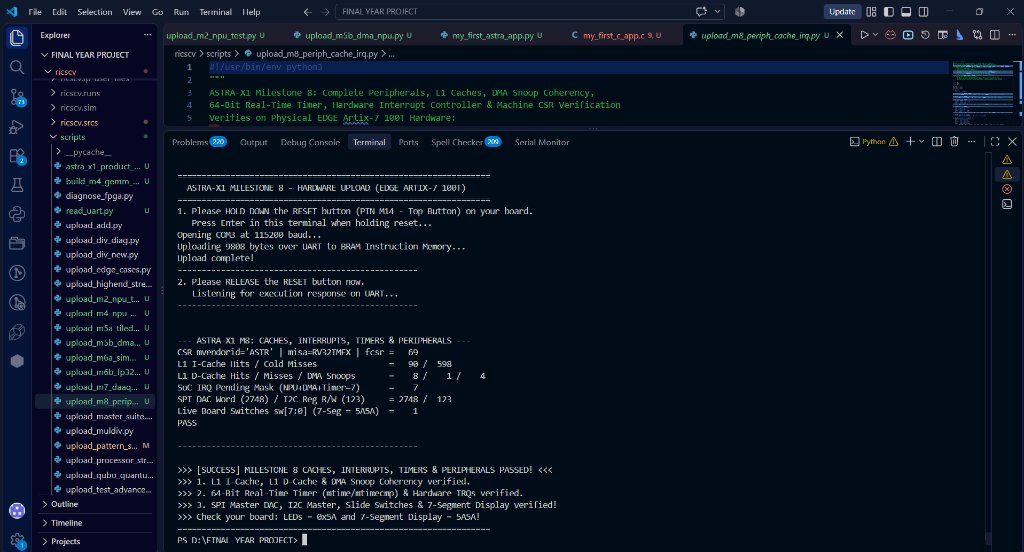 File Edit Selection View Go Run Terminal Help
FINAL YEAR PROJECT
Update
Explorer
upload_m2_npu_test.py U
upload_m5b_dma_npu.py U
my_first_astra_app.py U
my_first_c_app.c 9, U
upload_m8_periph_cache_irq.py U
FINAL YEAR PROJECT
ricscv
ricscv.ip_user_files
ricscv.runs
ricscv.sim
ricscv.srcs
scripts
__pycache__
astra_x1_product_... U
build_m4_gemm_... U
diagnose_fpga.py
read_uart.py U
upload_add.py
upload_div_diag.py
upload_div_new.py
upload_edge_cases.py
upload_highend_stre...
upload_m2_npu_t... U
upload_m4_npu_... U
upload_m5a_tiled... U
upload_m5b_dma... U
upload_m6a_sim... U
upload_m6b_fp32... U
upload_m7_daaq... U
upload_m8_perip... U
upload_master_suite....
upload_muldiv.py
upload_pattern_s... M
upload_processor_str...
upload_qubo_quantu...
upload_test_advance...
Outline
Timeline
Projects
73
2
1
ricscv > scripts > upload_m8_periph_cache_irq.py > ...
1 #!/usr/bin/env python3
2 """
3 ASTRA-X1 Milestone 8: Complete Peripherals, L1 Caches, DMA Snoop Coherency,
4 64-Bit Real-Time Timer, Hardware Interrupt Controller & Machine CSR Verification
5 Verifies on Physical EDGE Artix-7 100T Hardware:
Problems 220 Output Debug Console Terminal Ports Spell Checker 209 Serial Monitor
Python
======================================================================
ASTRA-X1 MILESTONE 8 - HARDWARE UPLOAD (EDGE ARTIX-7 100T)
======================================================================
1. Please HOLD DOWN the RESET button (PIN M14 - Top Button) on your board.
Press Enter in this terminal when holding reset...
Opening COM3 at 115200 baud...
Uploading 9808 bytes over UART to BRAM Instruction Memory...
Upload complete!
--------------------------------------------------
2. Please RELEASE the RESET button now.
Listening for execution response on UART...
--------------------------------------------------
--- ASTRA X1 M8: CACHES, INTERRUPTS, TIMERS & PERIPHERALS ---
CSR mvendorid='ASTR' | misa=RV32IMFX | fcsr = 69
L1 I-Cache Hits / Cold Misses = 90 / 598
L1 D-Cache Hits / Misses / DMA Snoops = 8 / 1 / 4
SoC IRQ Pending Mask (NPU+DMA+Timer=7) = 7
SPI DAC Word (2748) / I2C Reg R/W (123) = 2748 / 123
Live Board Switches sw[7:0] (7-Seg = 5A5A) = 1
PASS
--------------------------------------------------
>>> [SUCCESS] MILESTONE 8 CACHES, INTERRUPTS, TIMERS & PERIPHERALS PASSED! <<<
>>> 1. L1 I-Cache, L1 D-Cache & DMA Snoop Coherency verified.
>>> 2. 64-Bit Real-Time Timer (mtime/mtimecmp) & Hardware IRQs verified.
>>> 3. SPI Master DAC, I2C Master, Slide Switches & 7-Segment Display verified!
>>> Check your board: LEDs = 0x5A and 7-Segment Display = 5A5A!
======================================================================
PS D:\FINAL YEAR PROJECT>